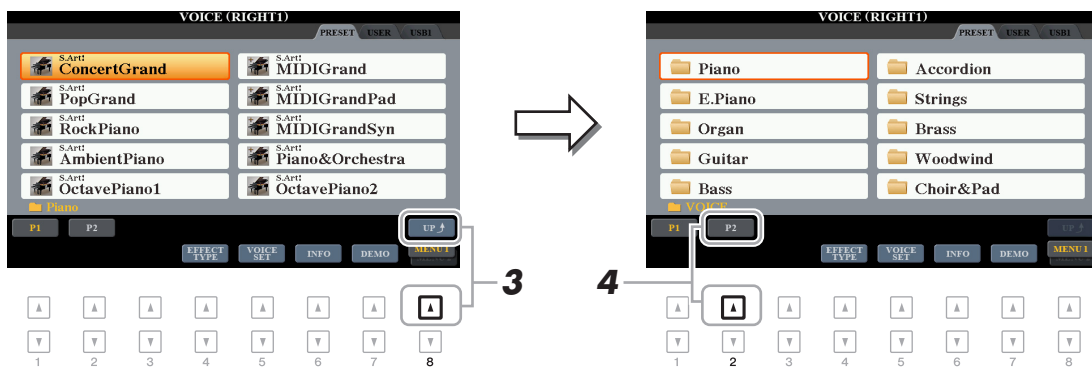 VOICE (RIGHT1)
PRESET USER USB1
S.Art!
ConcertGrand
S.Art!
MIDIGrand
S.Art!
PopGrand
S.Art!
MIDIGrandPad
S.Art!
RockPiano
S.Art!
MIDIGrandSyn
S.Art!
AmbientPiano
S.Art!
Piano&Orchestra
S.Art!
OctavePiano1
S.Art!
OctavePiano2
Piano
P1 P2 UP
EFFECT TYPE VOICE SET INFO DEMO MENU 1
3
1 2 3 4 5 6 7 8
VOICE (RIGHT1)
PRESET USER USB1
Piano Accordion
E.Piano Strings
Organ Brass
Guitar Woodwind
Bass Choir&Pad
VOICE
P1 P2 UP
EFFECT TYPE VOICE SET INFO DEMO MENU 1
4
1 2 3 4 5 6 7 8